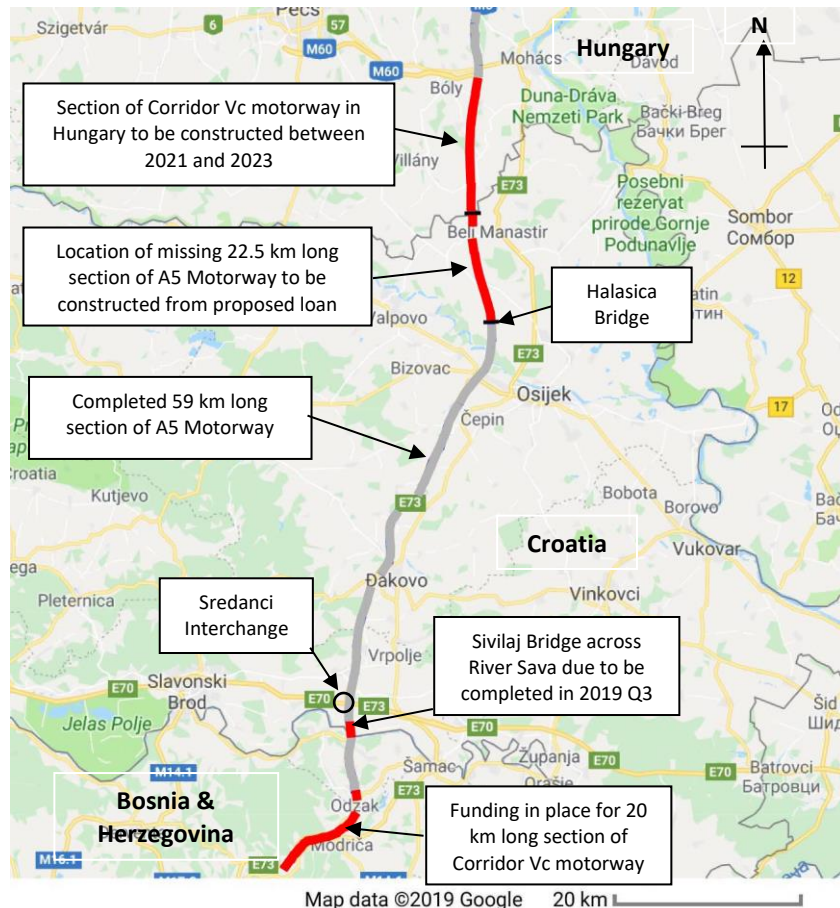 Pécs
Szigetvár
6
57
M60
Hungary
N
Mohács
Dávod
M60
Bóly
Duna-Dráva
Nemzeti Park
Bački Breg
Бачки Брег
Section of Corridor Vc motorway in
Hungary to be constructed between
2021 and 2023
Villány
E73
Posebni
rezervat
prirode Gornje
Podunavlje
Sombor
Сомбор
Beli Manastir
Location of missing 22.5 km long
section of A5 Motorway to be
constructed from proposed loan
Halasica
Bridge
12
Valpovo
E73
Bizovac
Osijek
Completed 59 km long
section of A5 Motorway
Čepin
17
Croatia
Kutjevo
E73
Bobota
Borovo
Croatia
Vukovar
Đakovo
Vinkovci
Pleternica
Sredanci
Interchange
Vrpolje
Sivilaj Bridge across
River Sava due to be
completed in 2019 Q3
E70
Slavonski
Brod
E70
E73
E70
Jelas Polje
Šid
Шид
Šamac
Županja
Orašje
E70
Batrovci
Батровци
M14.1
Bosnia &
Herzegovina
Odzak
E73
Funding in place for 20
km long section of
Corridor Vc motorway
Modriča
M16.1
E73
Map data ©2019 Google
20 km